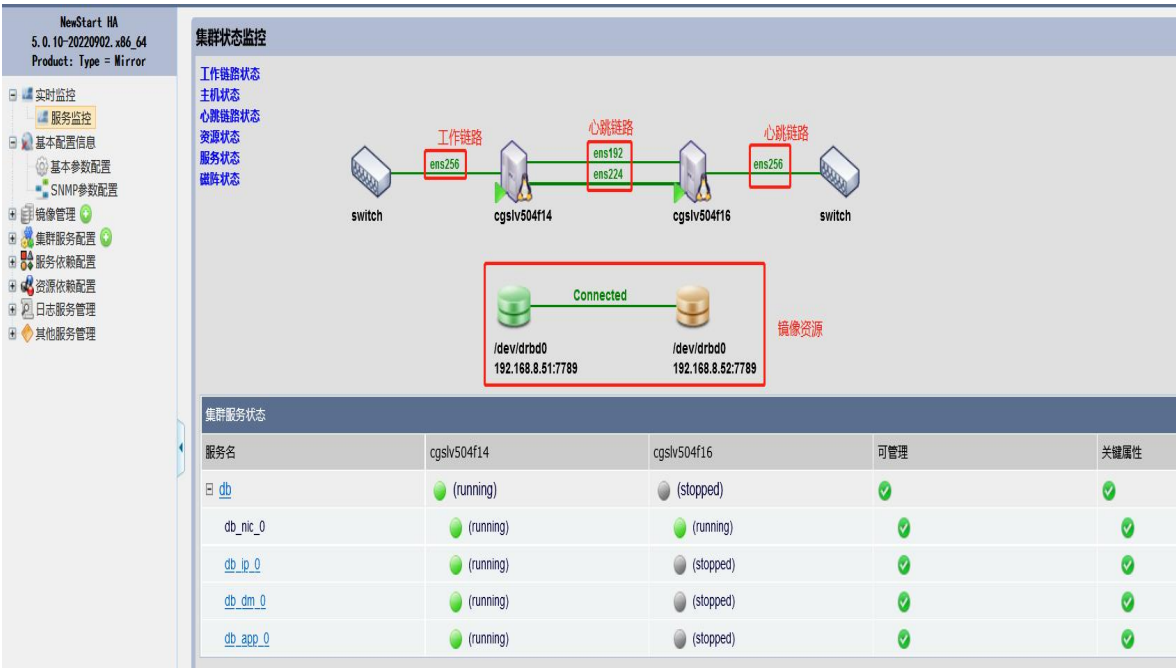 NewStart HA
5.0.10-20220902.x86_64
Product: Type = Mirror
实时监控
服务监控
基本配置信息
基本参数配置
SNMP参数配置
镜像管理
集群服务配置
服务依赖配置
资源依赖配置
日志服务管理
其他服务管理
集群状态监控
工作链路状态
主机状态
心跳链路状态
资源状态
服务状态
磁阵状态
工作链路
心跳链路
心跳链路
ens256
ens192
ens224
ens256
switch
cgslv504f14
cgslv504f16
switch
Connected
镜像资源
/dev/drbd0
192.168.8.51:7789
/dev/drbd0
192.168.8.52:7789
集群服务状态
服务名 cgslv504f14 cgslv504f16 可管理 关键属性
db (running) (stopped)
db_nic_0 (running) (running)
db_ip_0 (running) (stopped)
db_dm_0 (running) (stopped)
db_app_0 (running) (stopped)